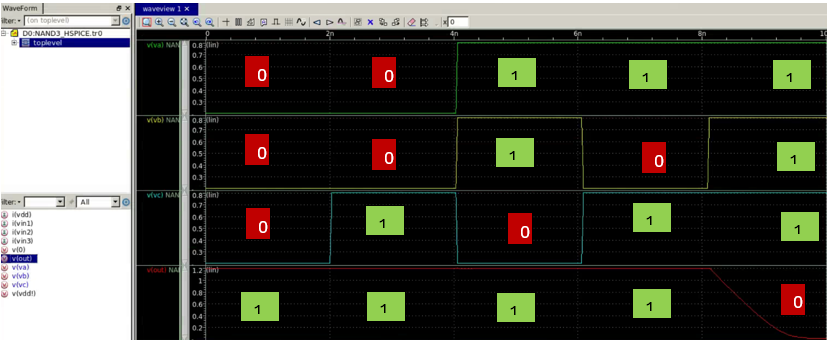 WaveForm
waveview 1 ×
filter: (on toplevel)
x 0
D0:NAND3_HSPICE.tr0
toplevel
0 2n 4n 6n 8n 10
v(va) NAN
0.8 (lin)
0.7
0.6
0.5
0.4
0.3
0 0 1 1 1
v(vb) NAN
0.8 (lin)
0.7
0.6
0.5
0.4
0.3
0 0 1 0 1
v(vc) NAN
0.8 (lin)
0.7
0.6
0.5
0.4
0.3
0 1 0 1 1
v(out) NAN
1.2 (lin)
1
0.8
0.6
0.4
0.2
1 1 1 1 0
filter: All
i(vdd)
i(vin1)
i(vin2)
i(vin3)
v(0)
v(out)
v(va)
v(vb)
v(vc)
v(vdd!)